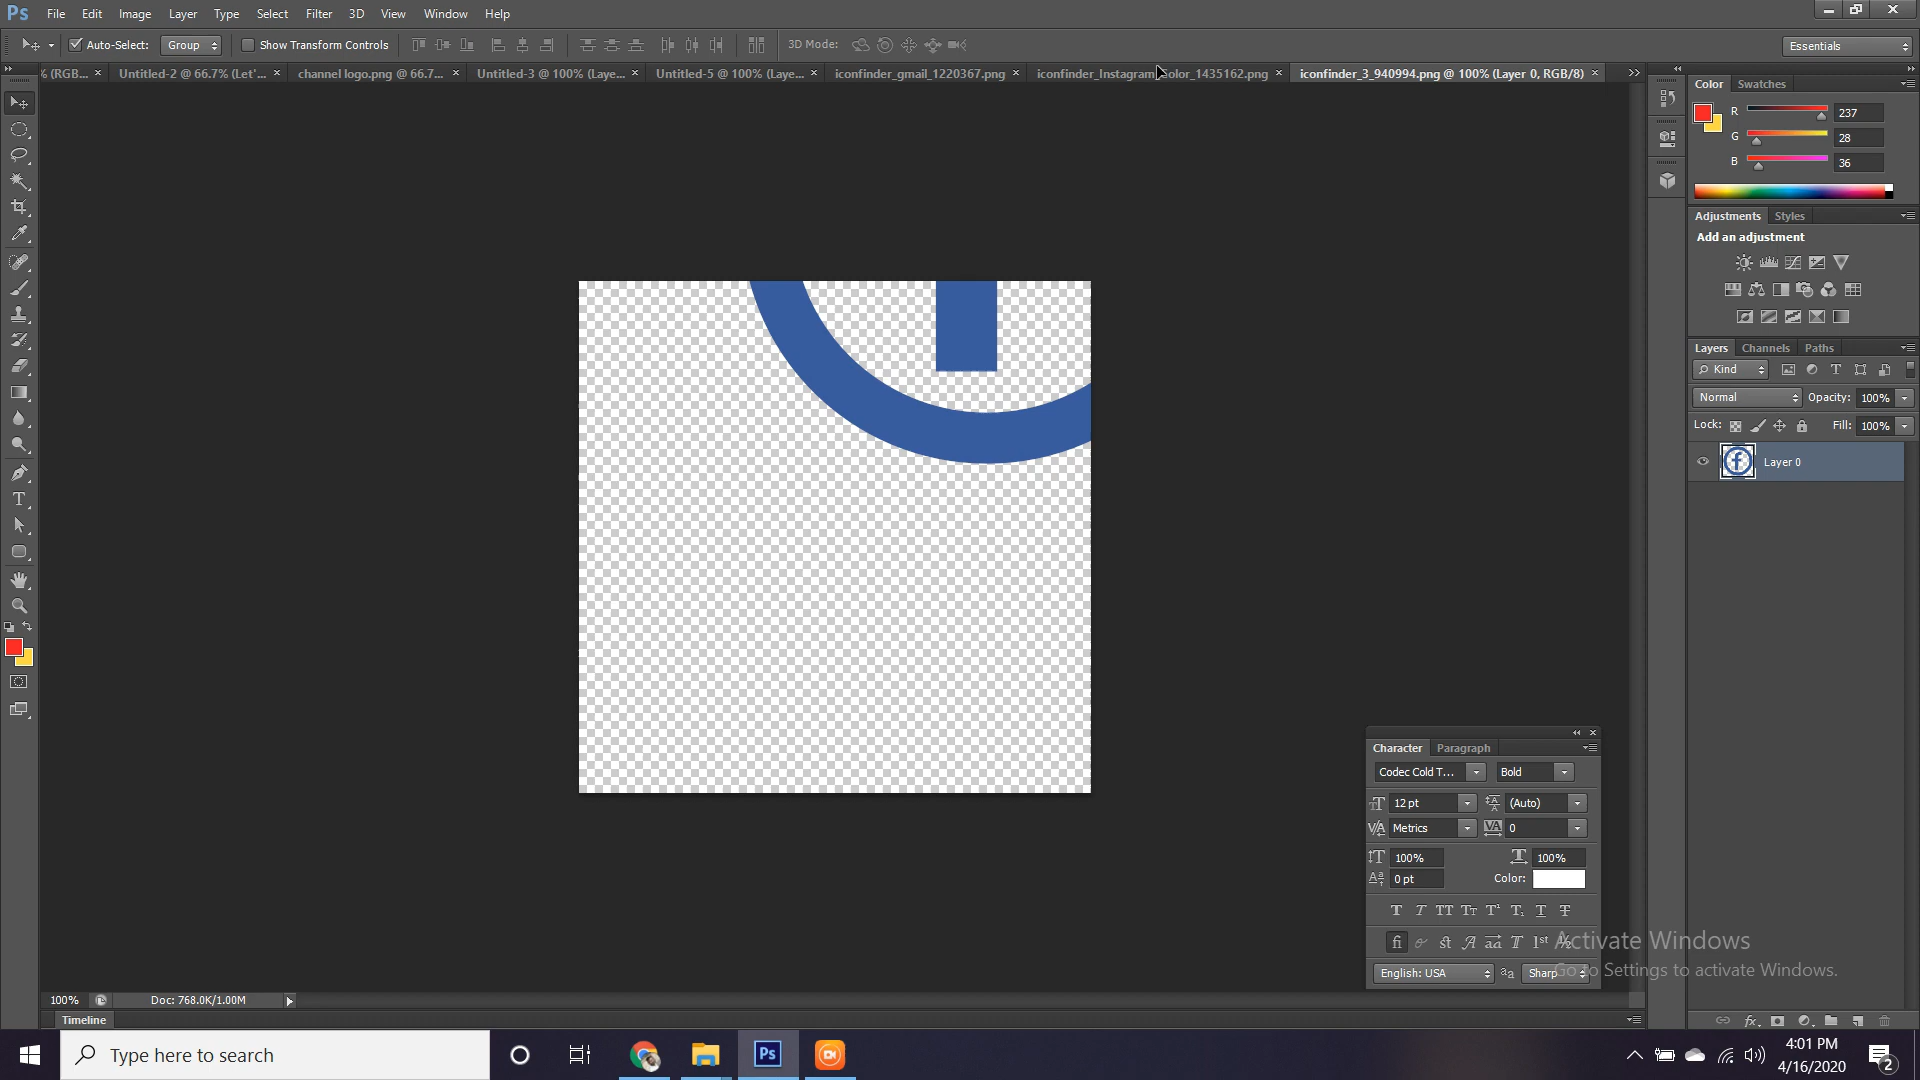 Ps File Edit Image Layer Type Select Filter 3D View Window Help
Auto-Select: Group Show Transform Controls 3D Mode: Essentials
% (RGB... × Untitled-2 @ 66.7% (Let'... × channel logo.png @ 66.7... × Untitled-3 @ 100% (Laye... × Untitled-5 @ 100% (Laye... × iconfinder_gmail_1220367.png × iconfinder_Instagram_Color_1435162.png × iconfinder_3_940994.png @ 100% (Layer 0, RGB/8) ×
Color Swatches
R 237
G 28
B 36
Adjustments Styles
Add an adjustment
Layers Channels Paths
Kind
Normal Opacity: 100%
Lock: Fill: 100%
Layer 0
Character Paragraph
Codec Cold T... Bold
12 pt (Auto)
Metrics 0
100% 100%
0 pt Color:
English: USA Sharp
Activate Windows
Go to Settings to activate Windows.
100% Doc: 768.0K/1.00M
Timeline
Type here to search
Ps
4:01 PM
4/16/2020
2